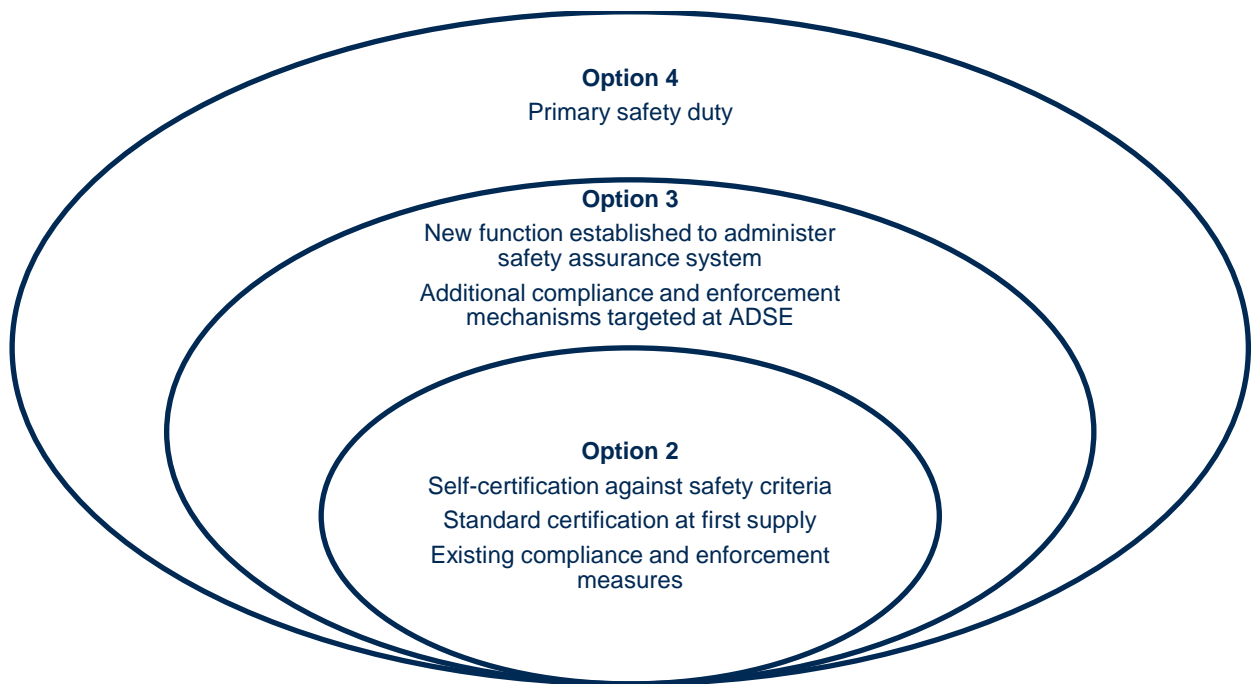 Option 4
Primary safety duty
Option 3
New function established to administer
safety assurance system
Additional compliance and enforcement
mechanisms targeted at ADSE
Option 2
Self-certification against safety criteria
Standard certification at first supply
Existing compliance and enforcement
measures